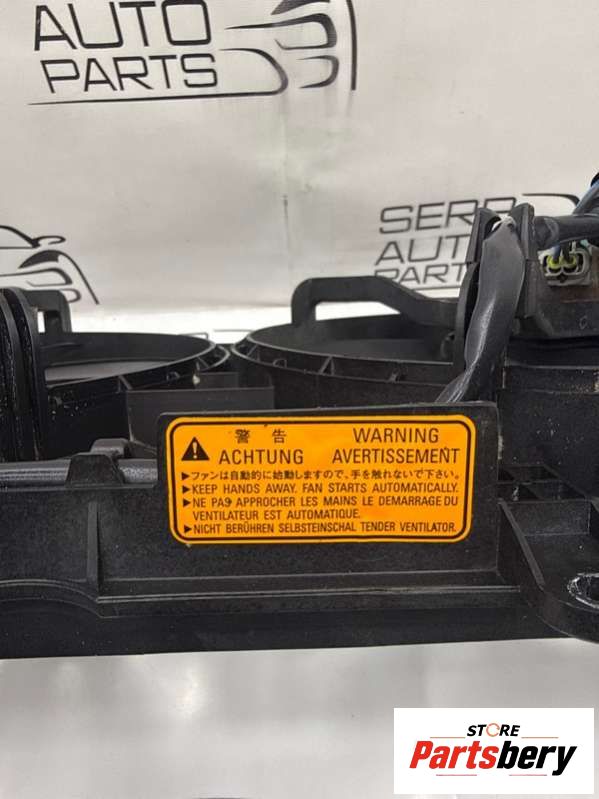 AUTO
PARTS
SERP
AUTO
PARTS
警告 WARNING
ACHTUNG AVERTISSEMENT
▶ファンは自動的に始動しますので、手を触れないで下さい。
▶KEEP HANDS AWAY. FAN STARTS AUTOMATICALLY.
▶NE PAS APPROCHER LES MAINS LE DEMARRAGE DU
VENTILATEUR EST AUTOMATIQUE.
▶NICHT BERÜHREN SELBSTEINSCHAL TENDER VENTILATOR.
STORE
Partsbery